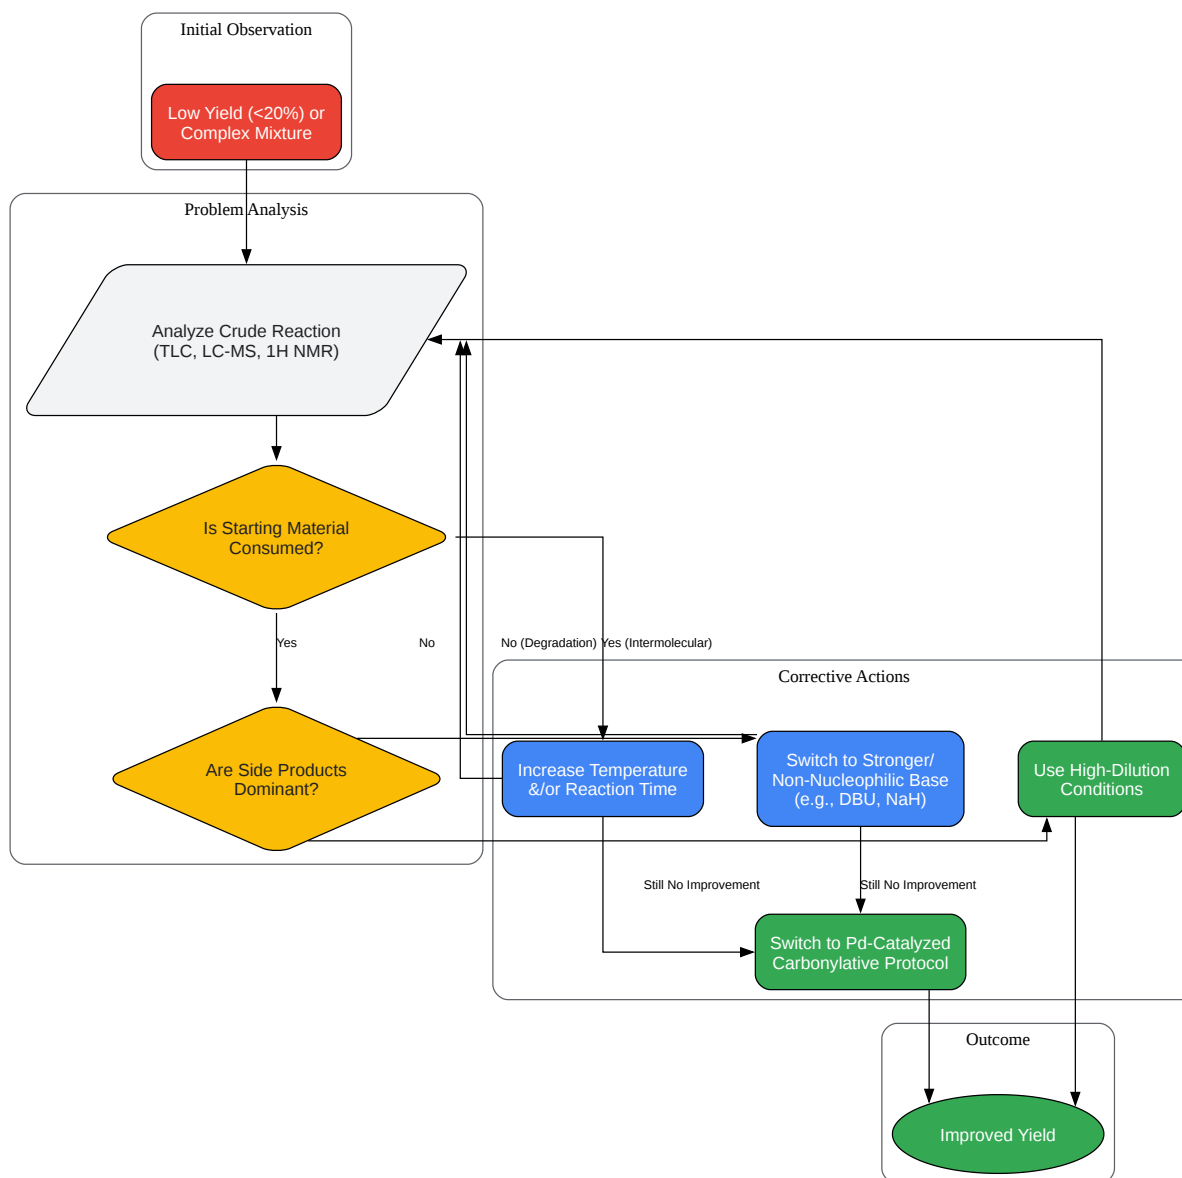 Initial Observation
Low Yield (<20%) or
Complex Mixture
Problem Analysis
Analyze Crude Reaction
(TLC, LC-MS, 1H NMR)
Is Starting Material
Consumed?
Yes
No
No (Degradation)
Yes (Intermolecular)
Corrective Actions
Are Side Products
Dominant?
Increase Temperature
&/or Reaction Time
Switch to Stronger/
Non-Nucleophilic Base
(e.g., DBU, NaH)
Use High-Dilution
Conditions
Still No Improvement
Still No Improvement
Switch to Pd-Catalyzed
Carbonylative Protocol
Outcome
Improved Yield